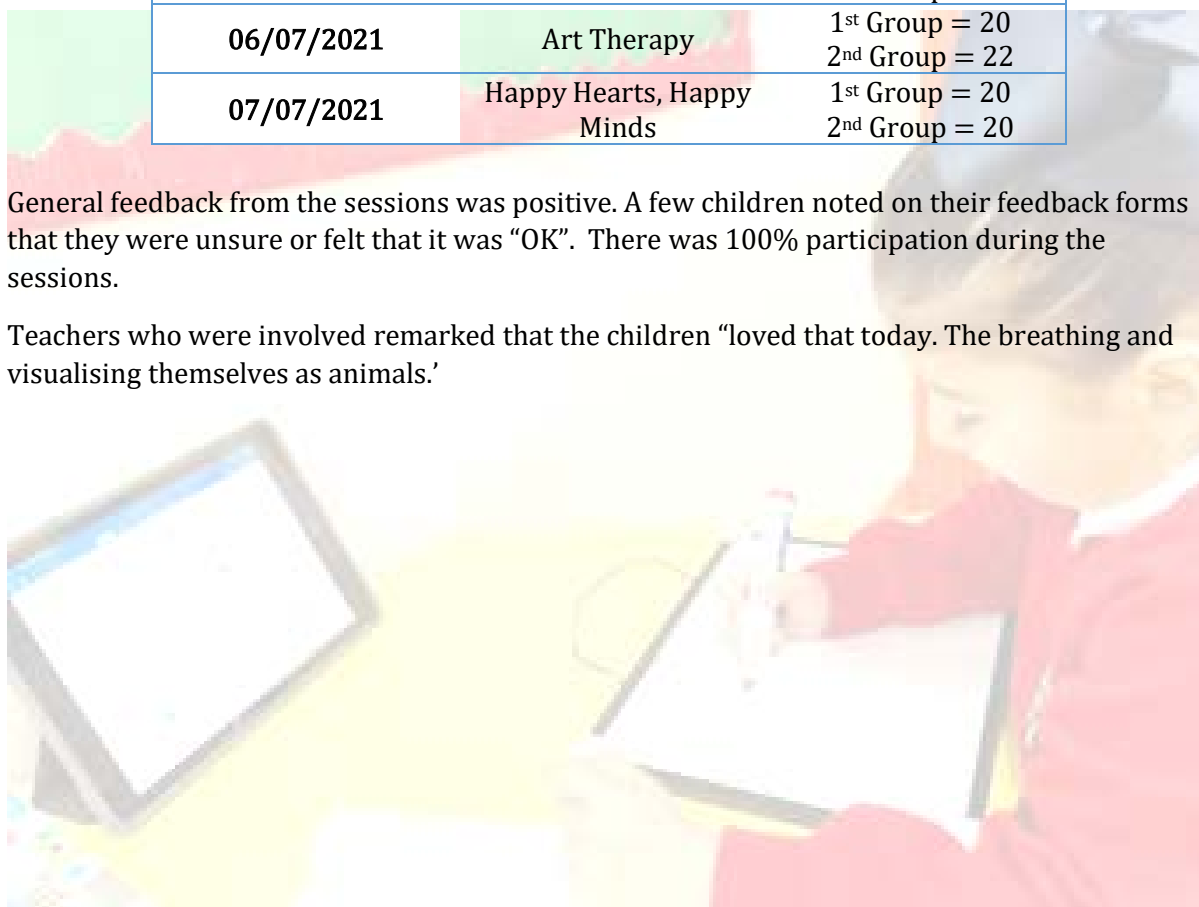 06/07/2021 Art Therapy 1st Group = 20
2nd Group = 22
07/07/2021 Happy Hearts, Happy Minds 1st Group = 20
2nd Group = 20
General feedback from the sessions was positive. A few children noted on their feedback forms
that they were unsure or felt that it was “OK”.  There was 100% participation during the
sessions.
Teachers who were involved remarked that the children “loved that today. The breathing and
visualising themselves as animals.’